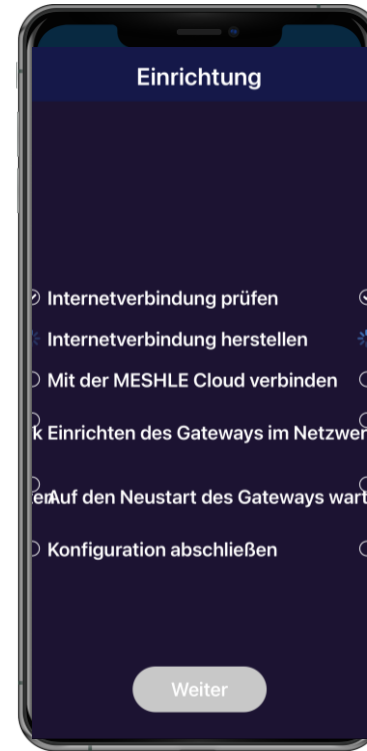 Einrichtung
Internetverbindung prüfen
Internetverbindung herstellen
Mit der MESHLE Cloud verbinden
k Einrichten des Gateways im Netzwer
en Auf den Neustart des Gateways wart
Konfiguration abschließen
Weiter